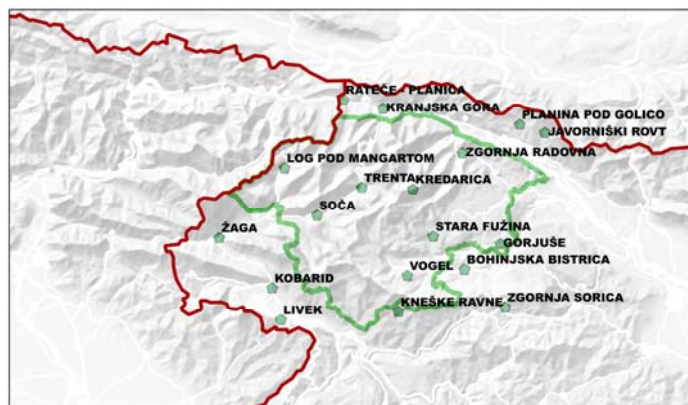 RATEČE - PLANICA
KRANJSKA GORA
PLANINA POD GOLICO
JAVORNIŠKI ROVT
ZGORNJA RADOVNA
LOG POD MANGARTOM
TRENTA
KREDARICA
SOČA
ŽAGA
STARA FUŽINA
GORJUŠE
BOHINJSKA BISTRICA
VOGEL
KOBARID
LIVEK
KNEŠKE RAVNE
ZGORNJA SORICA